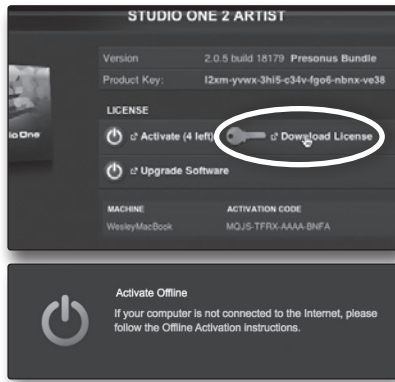 STUDIO ONE 2 ARTIST
Version 2.0.5 build 18179 Presonus Bundle
Product Key: l2xm-yvwx-3hi5-c34v-fgo6-nbnx-ve38
LICENSE
Activate (4 left) Download License
Upgrade Software
MACHINE ACTIVATION CODE
WesleyMacBook MQJS-TFRX-AAAA-BNFA
Activate Offline
If your computer is not connected to the Internet, please
follow the Offline Activation instructions.